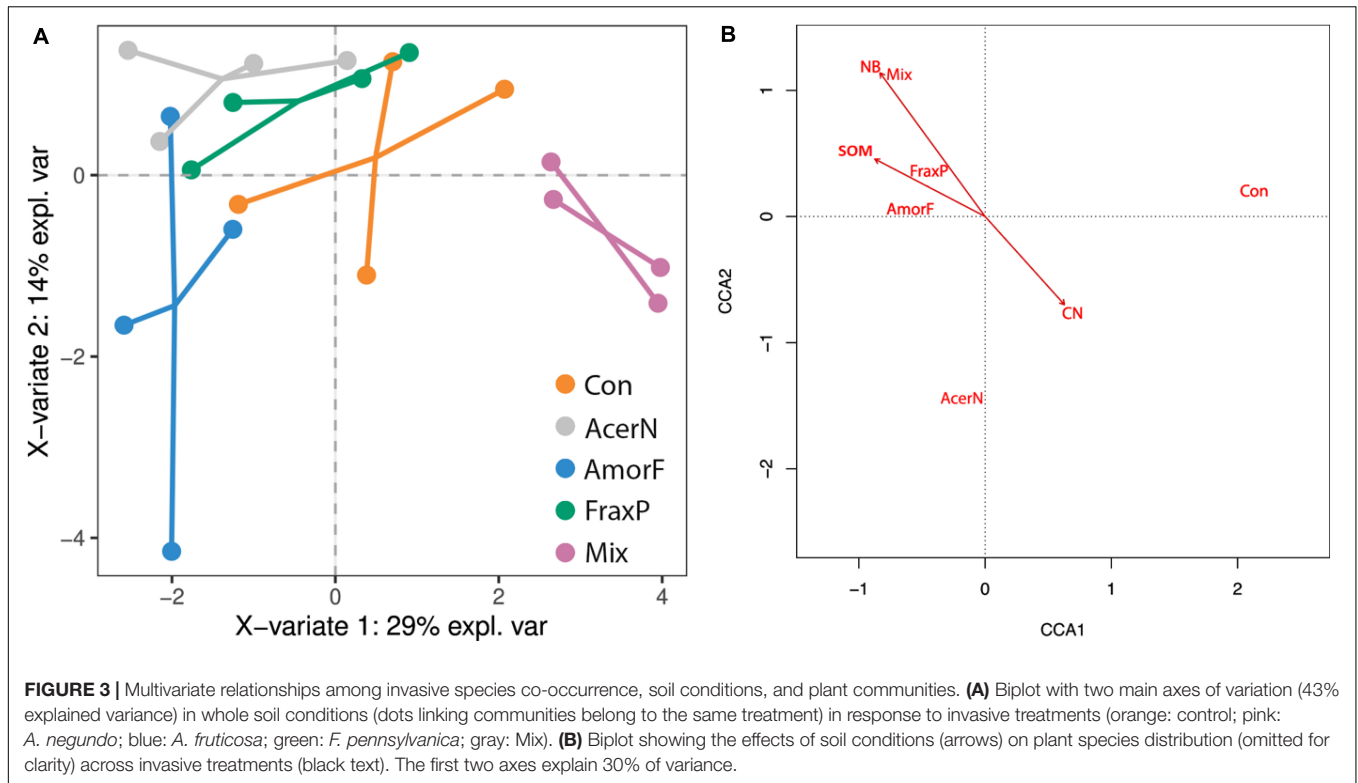 A
X-variate 2: 14% expl. var
0
−2
−4
−2
0
2
4
X-variate 1: 29% expl. var
Con
AcerN
AmorF
FraxP
Mix
B
CCA2
1
0
−1
−2
NB
Mix
SOM
FraxP
AmorF
Con
CN
AcerN
−1
0
1
2
CCA1
FIGURE 3 | Multivariate relationships among invasive species co-occurrence, soil conditions, and plant communities. (A) Biplot with two main axes of variation (43%
explained variance) in whole soil conditions (dots linking communities belong to the same treatment) in response to invasive treatments (orange: control; pink:
A. negundo; blue: A. fruticosa; green: F. pennsylvanica; gray: Mix). (B) Biplot showing the effects of soil conditions (arrows) on plant species distribution (omitted for
clarity) across invasive treatments (black text). The first two axes explain 30% of variance.